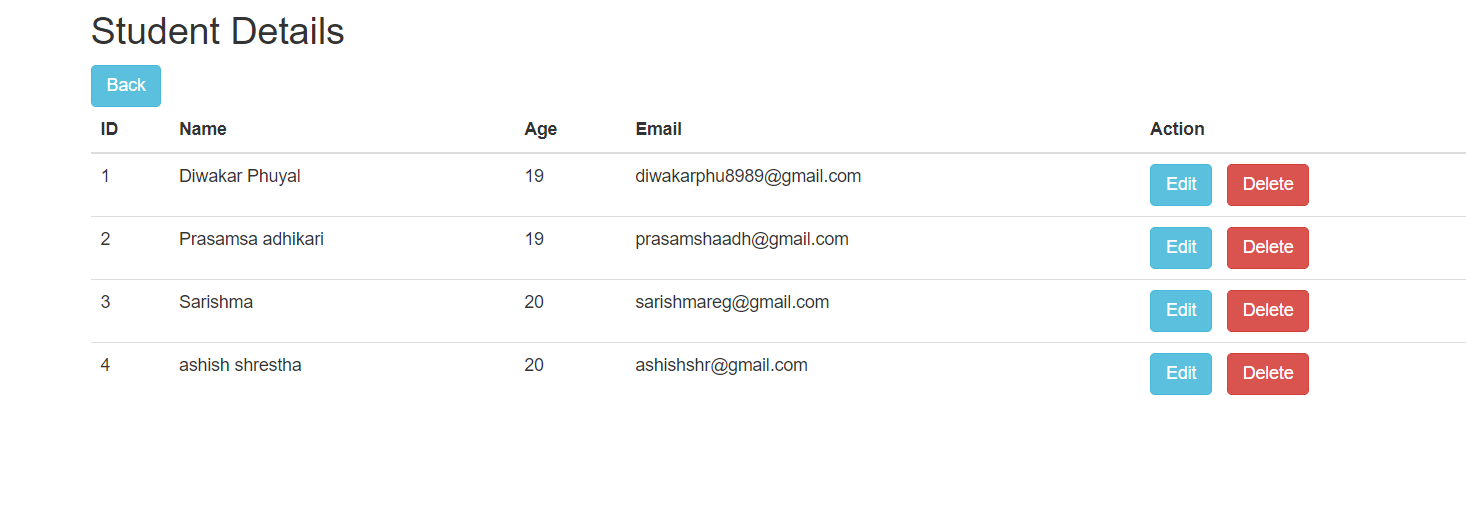 Student Details
Back
ID Name Age Email Action
1 Diwakar Phuyal 19 diwakarphu8989@gmail.com Edit Delete
2 Prasamsa adhikari 19 prasamshaadh@gmail.com Edit Delete
3 Sarishma 20 sarishmareg@gmail.com Edit Delete
4 ashish shrestha 20 ashishshr@gmail.com Edit Delete